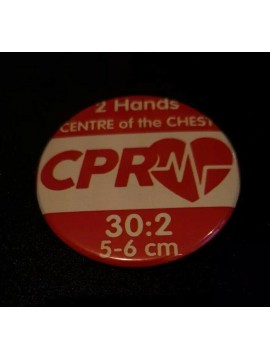 2 Hands
CENTRE of the CHEST
CPR
30:2
5-6 cm